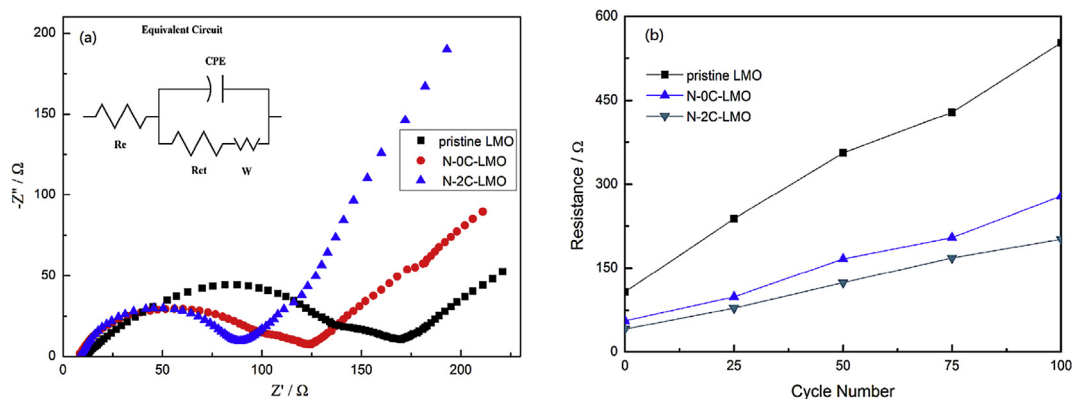 (a)
Equivalent Circuit
CPE
Re
Rct
W
pristine LMO
N-0C-LMO
N-2C-LMO
200
150
100
50
0
-Z'' / Ω
0 50 100 150 200
Z' / Ω
(b)
pristine LMO
N-0C-LMO
N-2C-LMO
600
450
300
150
0
Resistance / Ω
0 25 50 75 100
Cycle Number